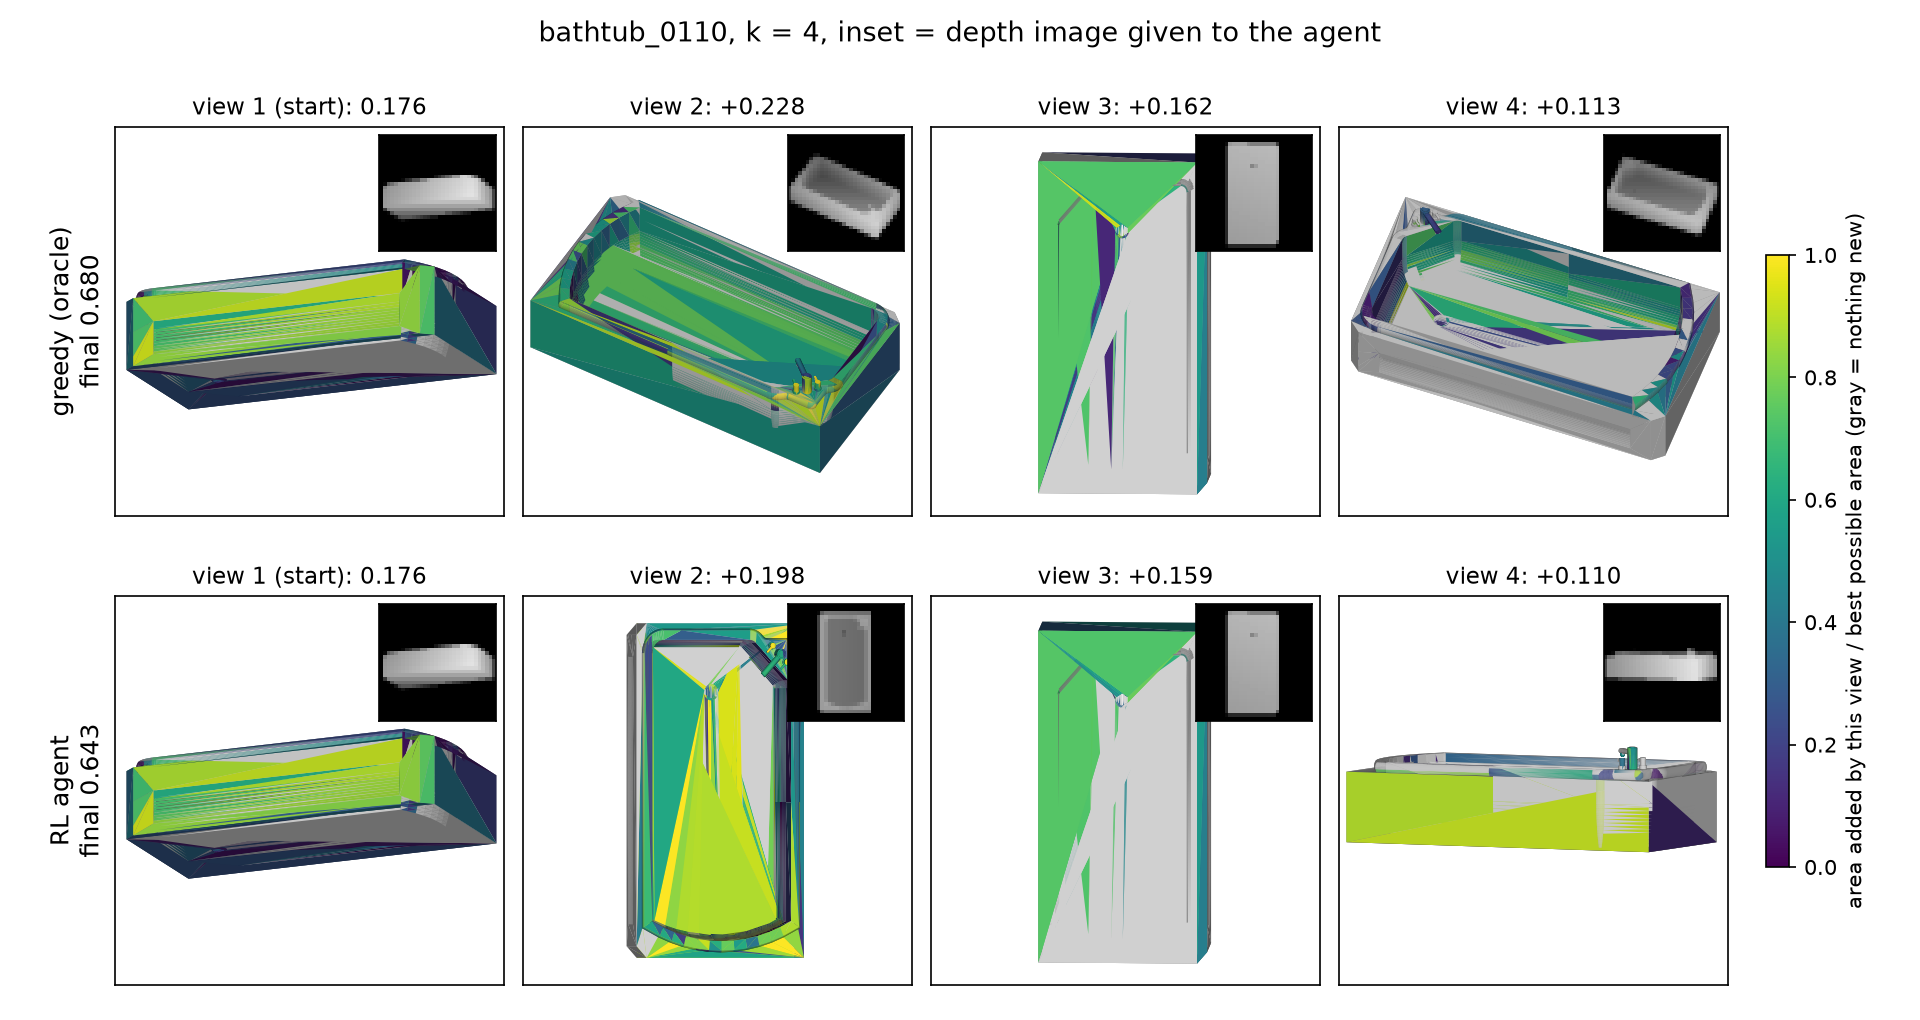 bathtub_0110, k = 4, inset = depth image given to the agent
view 1 (start): 0.176
view 2: +0.228
view 3: +0.162
view 4: +0.113
greedy (oracle)
final 0.680
view 1 (start): 0.176
view 2: +0.198
view 3: +0.159
view 4: +0.110
RL agent
final 0.643
1.0
0.8
0.6
0.4
0.2
0.0
area added by this view / best possible area (gray = nothing new)